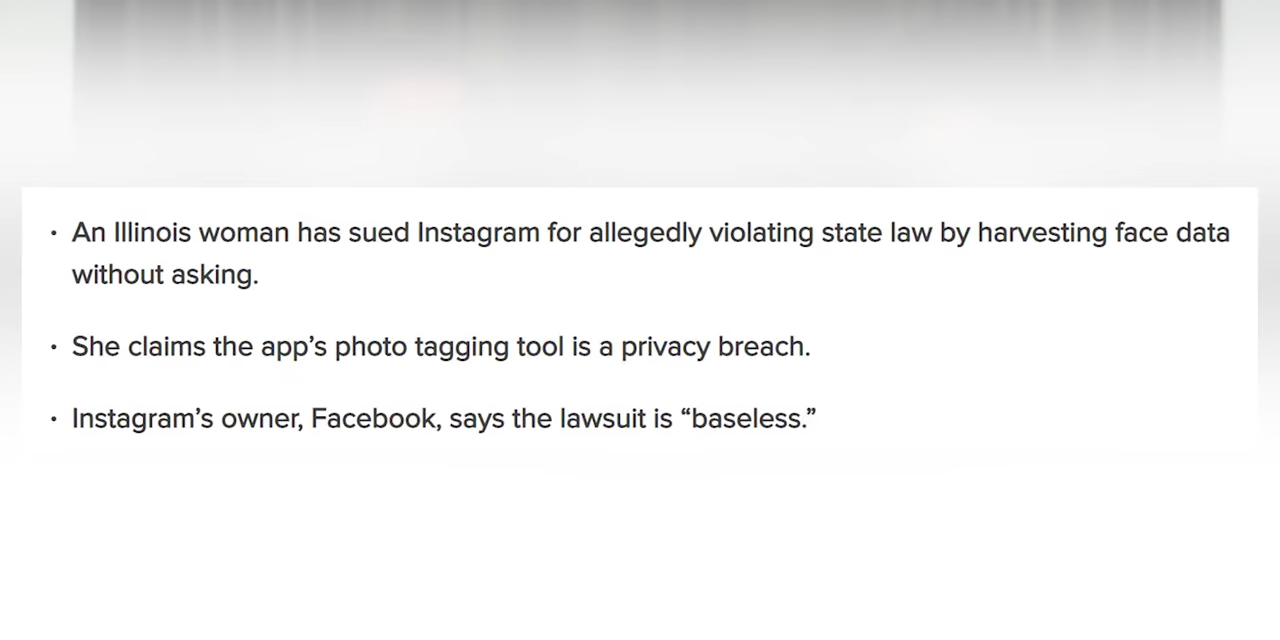 • An Illinois woman has sued Instagram for allegedly violating state law by harvesting face data
without asking.
• She claims the app’s photo tagging tool is a privacy breach.
• Instagram’s owner, Facebook, says the lawsuit is “baseless.”